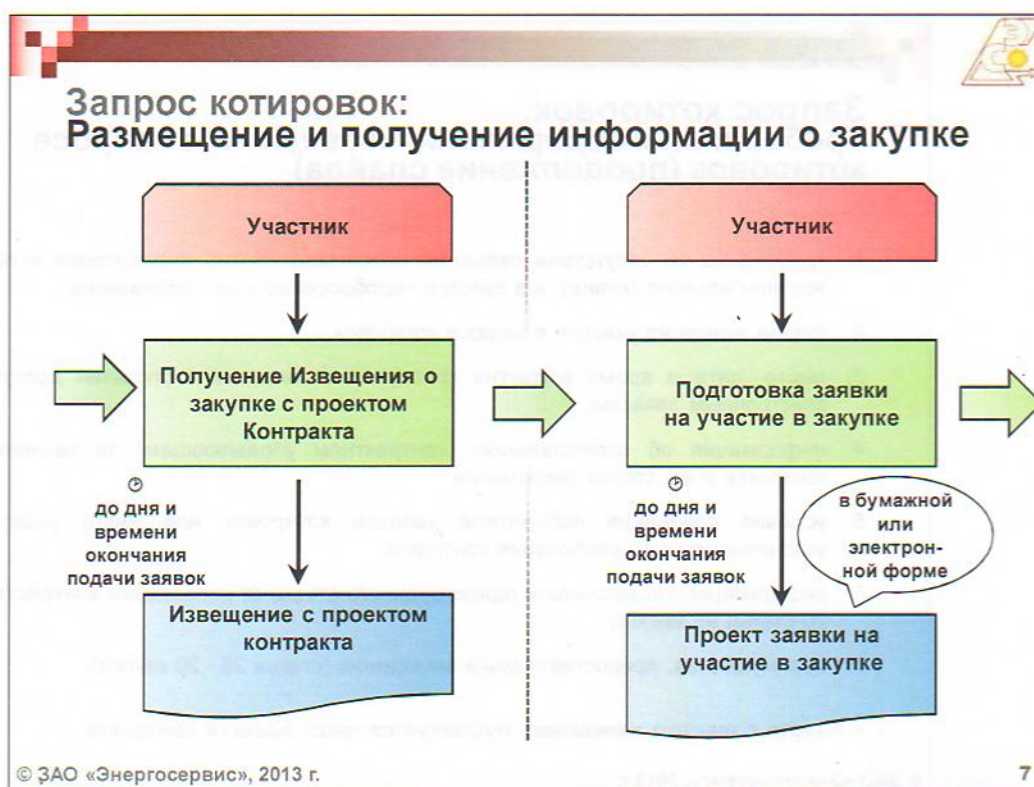 Запрос котировок:
Размещение и получение информации о закупке
Участник
Получение Извещения о
закупке с проектом
Контракта
до дня и
времени
окончания
подачи заявок
Извещение с проектом
контракта
Участник
Подготовка заявки
на участие в закупке
до дня и
времени
окончания
подачи заявок
в бумажной
или
электрон-
ной форме
Проект заявки на
участие в закупке
© ЗАО «Энергосервис», 2013 г.
7